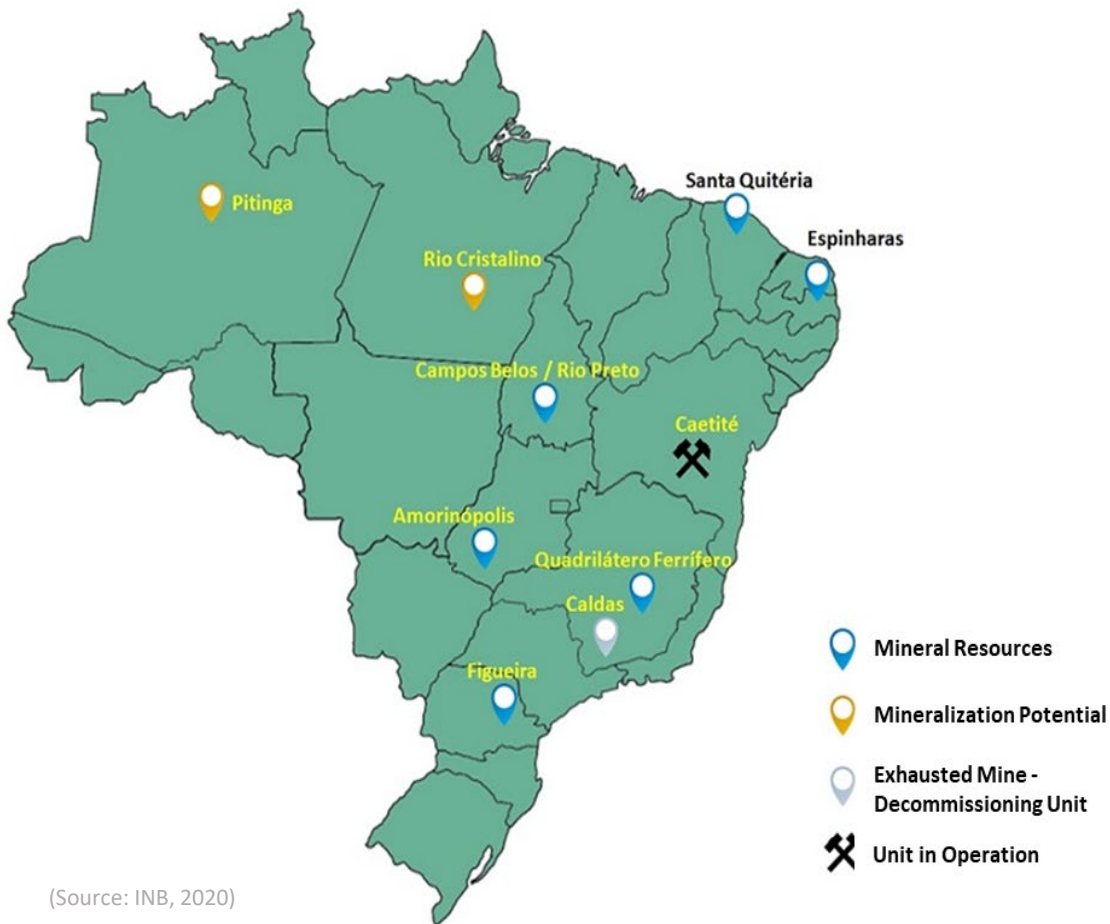 Santa Quitéria
Pitinga
Espinharas
Rio Cristalino
Campos Belos / Rio Preto
Caetité
Amorinópolis
Quadrilátero Ferrífero
Caldas
Figueira
Mineral Resources
Mineralization Potential
Exhausted Mine -
Decommissioning Unit
Unit in Operation
(Source: INB, 2020)